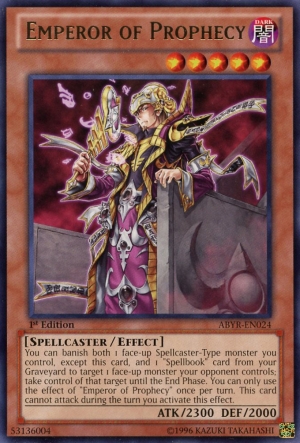 EMPEROR OF PROPHECY
DARK
闇
1st Edition
ABYR-EN024
[SPELLCASTER / EFFECT]
You can banish both 1 face-up Spellcaster-Type monster you
control, except this card, and 1 "Spellbook" card from your
Graveyard to target 1 face-up monster your opponent controls;
take control of that target until the End Phase. You can only use
the effect of "Emperor of Prophecy" once per turn. This card
cannot attack during the turn you activate this effect.
ATK/2300 DEF/2000
53136004
©1996 KAZUKI TAKAHASHI